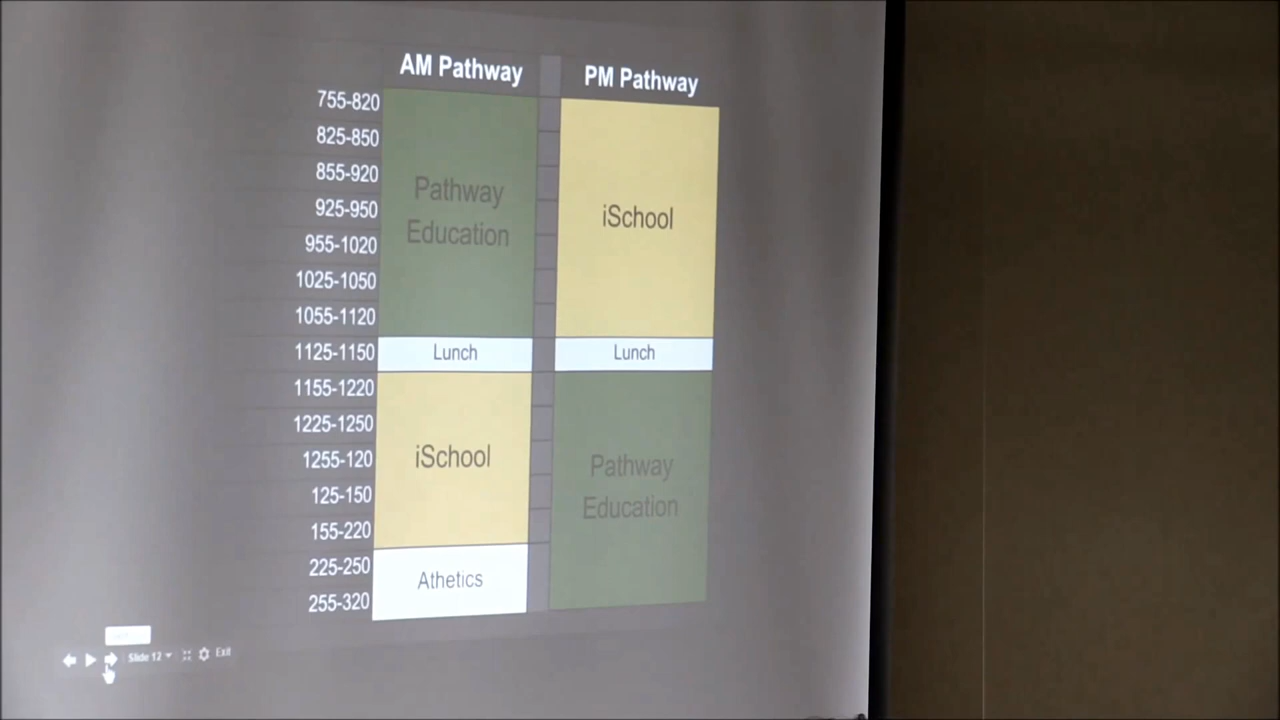 AM Pathway PM Pathway
755-820
825-850
855-920
925-950
955-1020
1025-1050
1055-1120
1125-1150
1155-1220
1225-1250
1255-120
125-150
155-220
225-250
255-320
Pathway
Education
Lunch
iSchool
Athetics
iSchool
Lunch
Pathway
Education
Slide 12
Exit